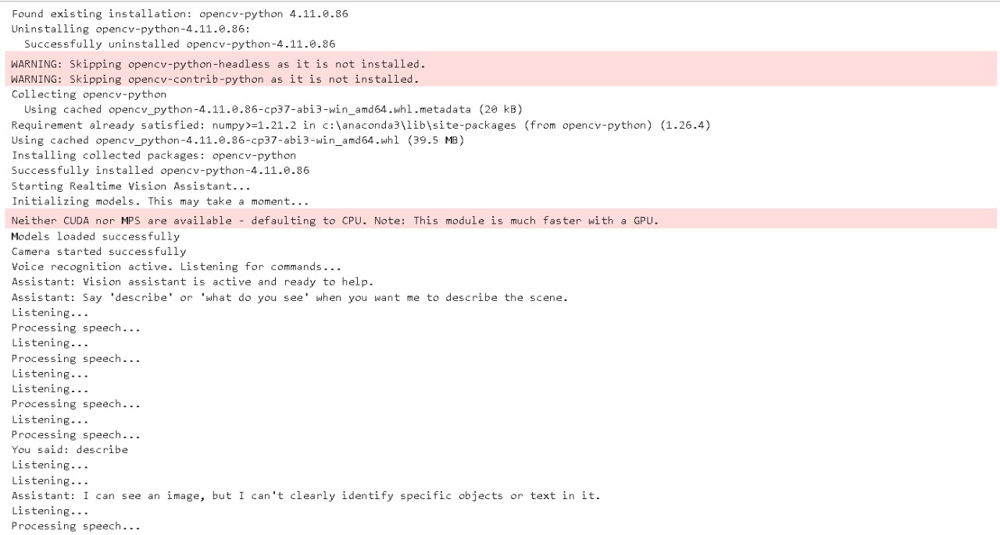 Found existing installation: opencv-python 4.11.0.86
Uninstalling opencv-python-4.11.0.86:
  Successfully uninstalled opencv-python-4.11.0.86
WARNING: Skipping opencv-python-headless as it is not installed.
WARNING: Skipping opencv-contrib-python as it is not installed.
Collecting opencv-python
  Using cached opencv_python-4.11.0.86-cp37-abi3-win_amd64.whl.metadata (20 kB)
Requirement already satisfied: numpy>=1.21.2 in c:\anaconda3\lib\site-packages (from opencv-python) (1.26.4)
Using cached opencv_python-4.11.0.86-cp37-abi3-win_amd64.whl (39.5 MB)
Installing collected packages: opencv-python
Successfully installed opencv-python-4.11.0.86
Starting Realtime Vision Assistant...
Initializing models. This may take a moment...
Neither CUDA nor MPS are available - defaulting to CPU. Note: This module is much faster with a GPU.
Models loaded successfully
Camera started successfully
Voice recognition active. Listening for commands...
Assistant: Vision assistant is active and ready to help.
Assistant: Say 'describe' or 'what do you see' when you want me to describe the scene.
Listening...
Processing speech...
Listening...
Processing speech...
Listening...
Listening...
Processing speech...
Listening...
Processing speech...
You said: describe
Listening...
Listening...
Assistant: I can see an image, but I can't clearly identify specific objects or text in it.
Listening...
Processing speech...